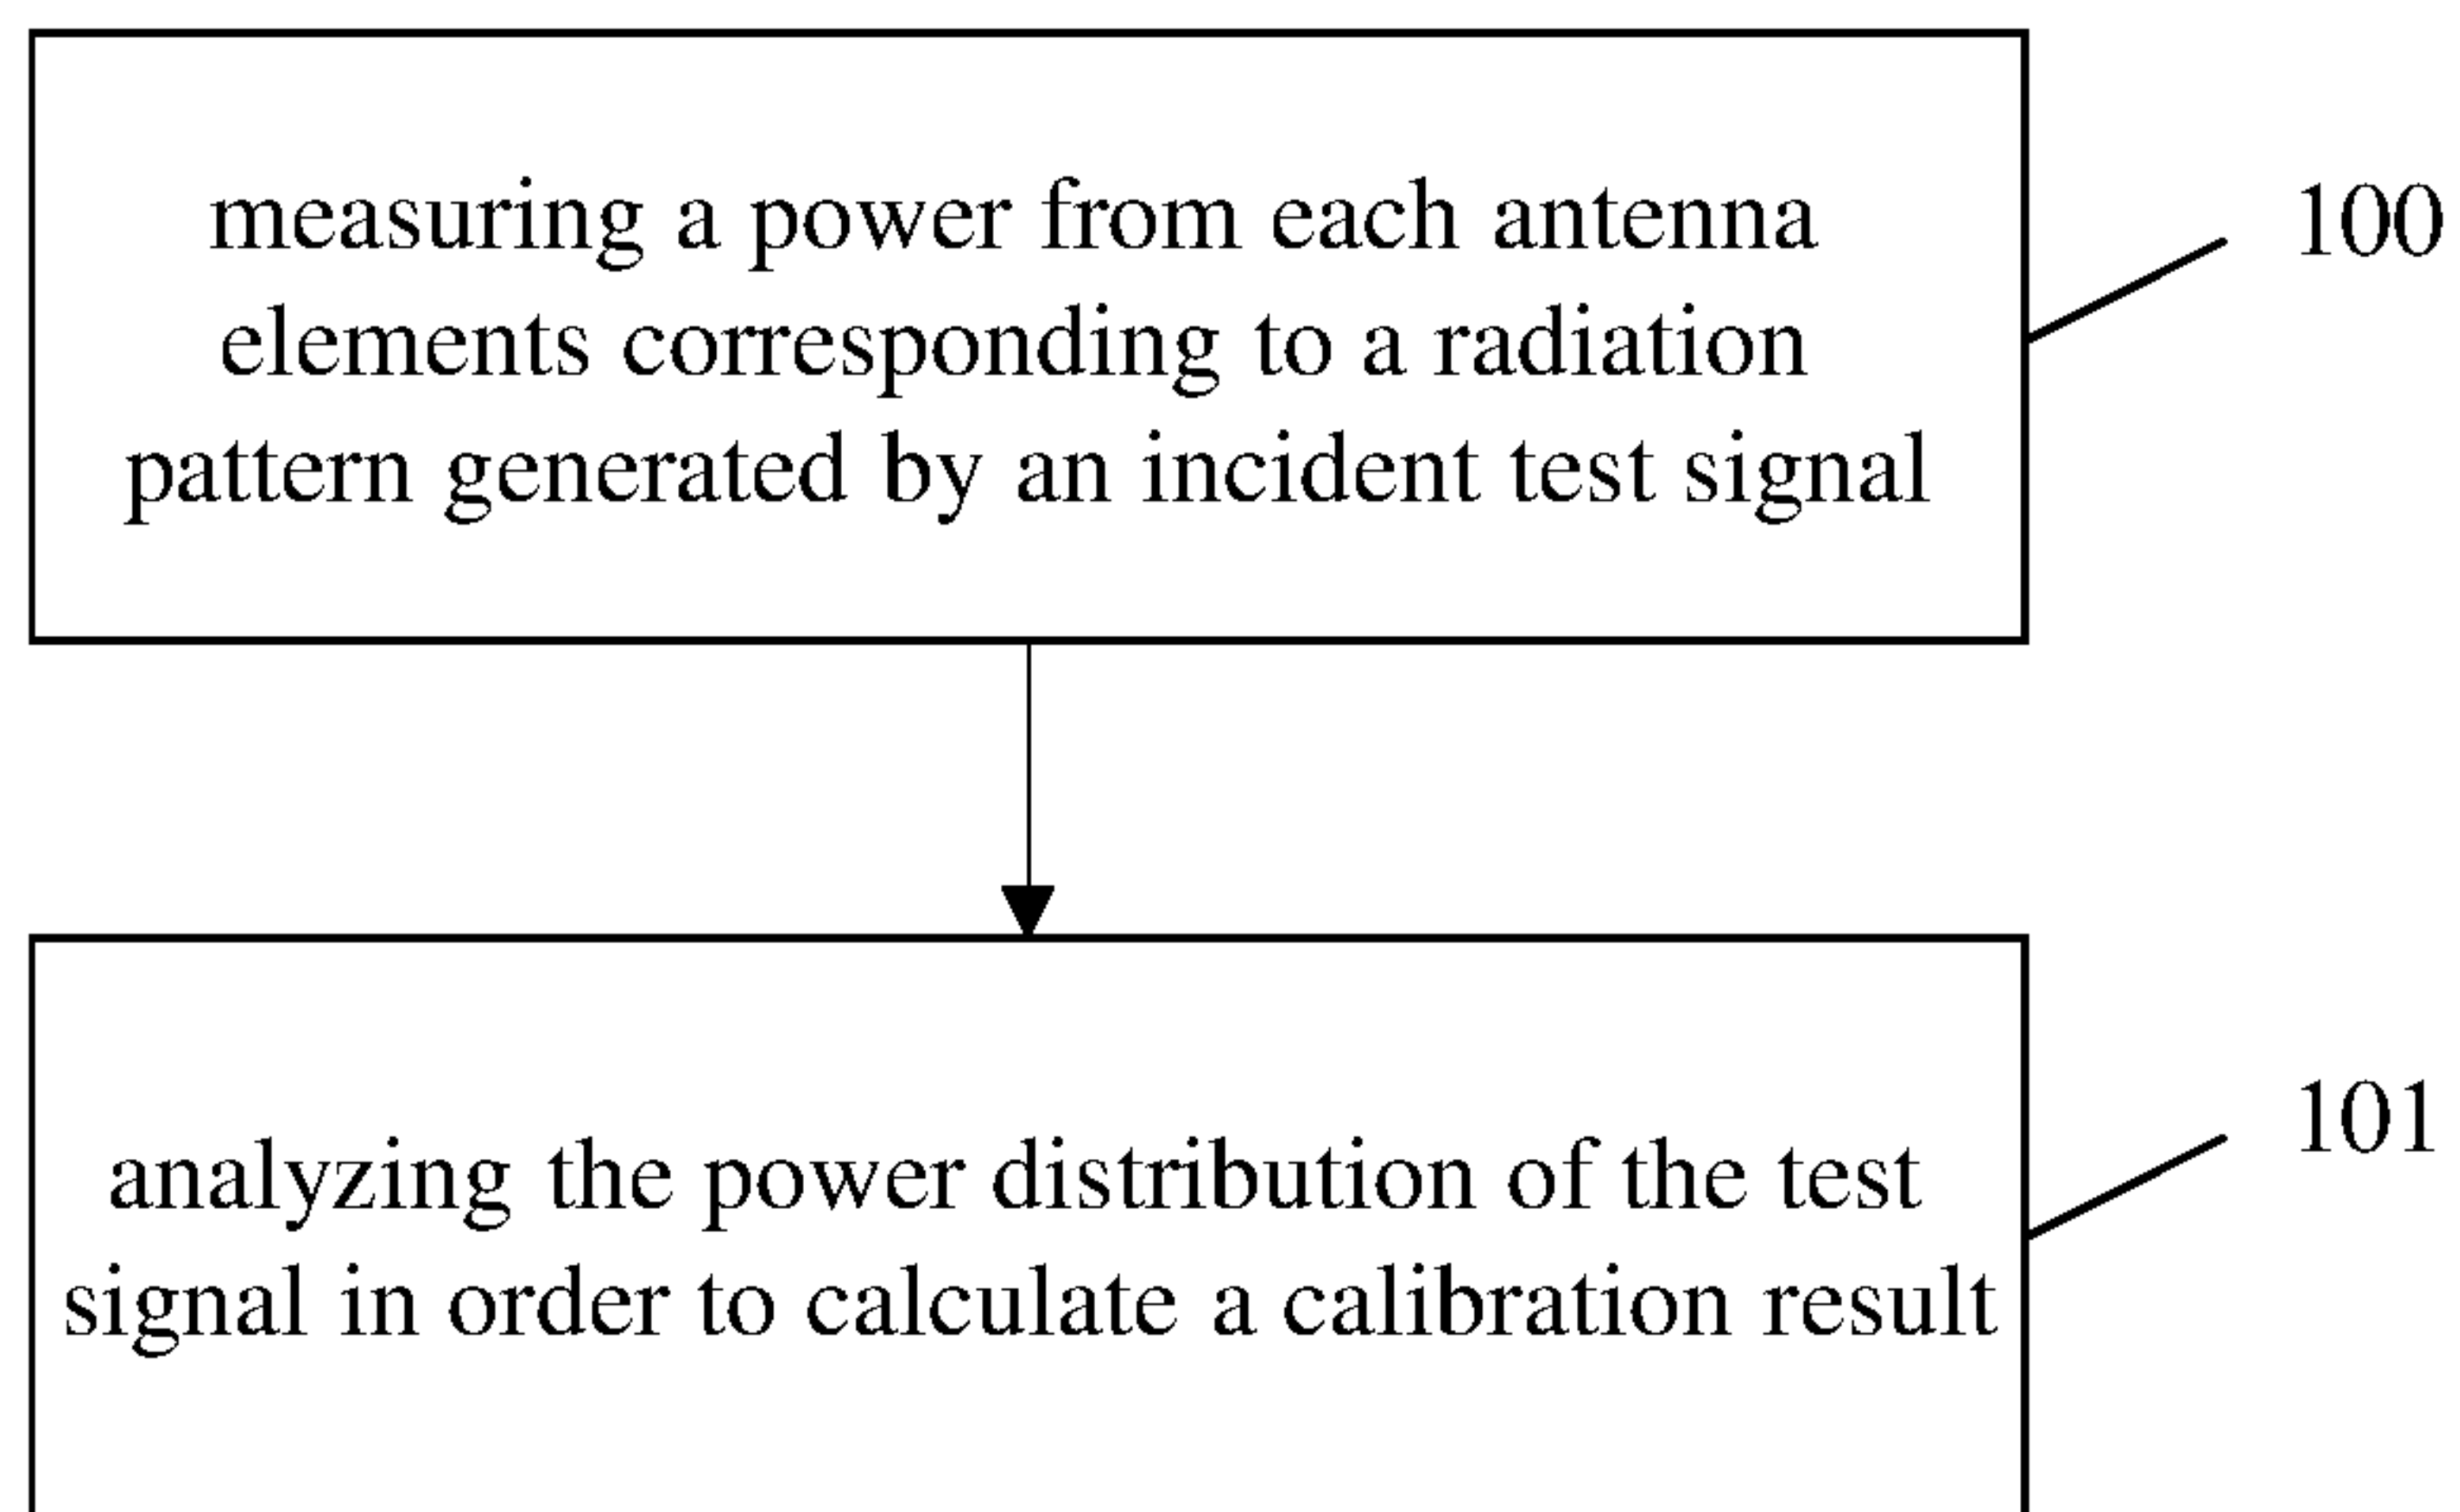 measuring a power from each antenna
elements corresponding to a radiation
pattern generated by an incident test signal
100
analyzing the power distribution of the test
signal in order to calculate a calibration result
101